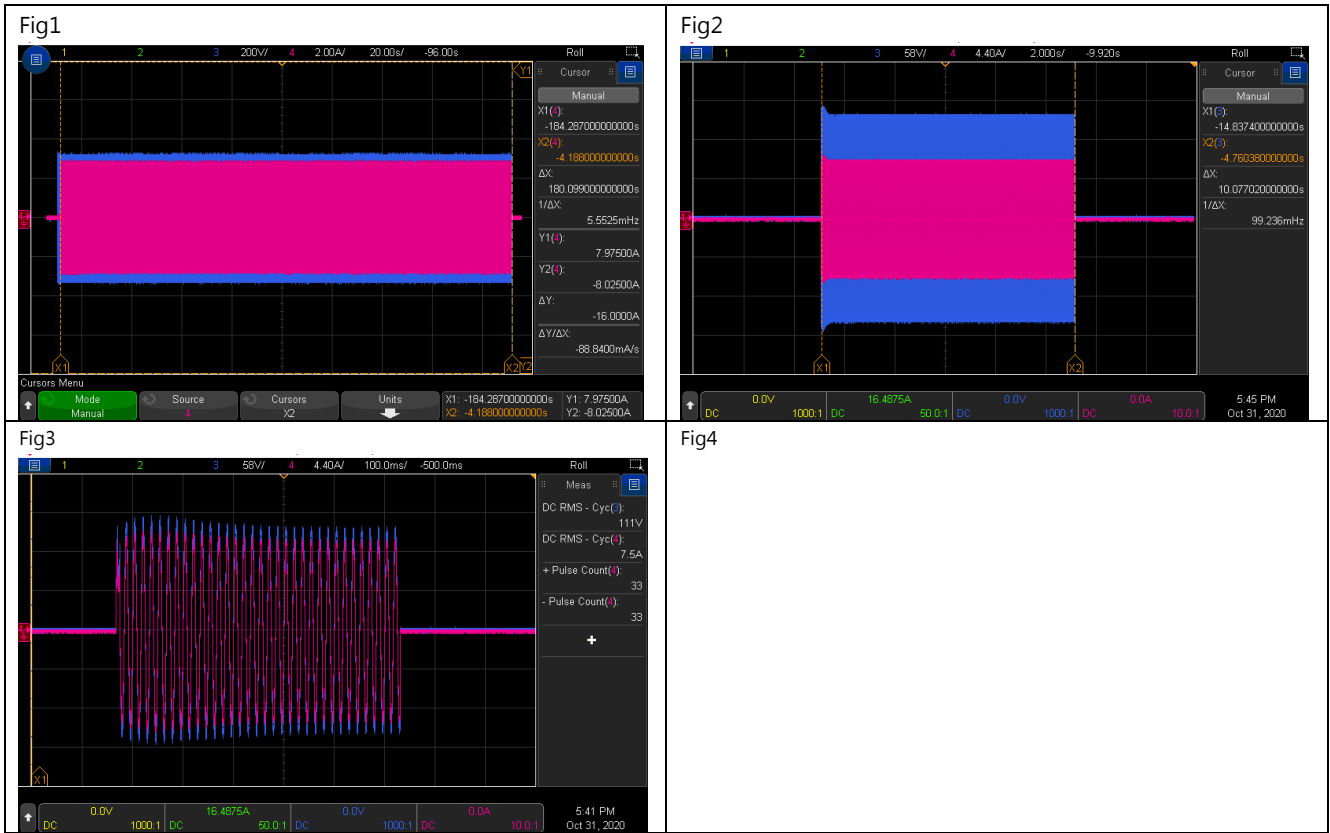 Fig1
1 2 3 200V/ 4 2.00A/ 20.00s/ -96.00s Roll
Y1
Cursor
Manual
X1(4):
-184.287000000000s
X2(4):
-4.188000000000s
ΔX:
180.099000000000s
1/ΔX:
5.5525mHz
Y1(4):
7.97500A
Y2(4):
-8.02500A
ΔY:
-16.0000A
ΔY/ΔX:
-88.8400mA/s
X1 X2 Y2
Cursors Menu
Mode Source Cursors Units X1: -184.287000000000s Y1: 7.97500A
Manual 4 X2 X2: -4.188000000000s Y2: -8.02500A
Fig2
1 2 3 58V/ 4 4.40A/ 2.000s/ -9.920s Roll
Cursor
Manual
X1(3):
-14.837400000000s
X2(3):
-4.760380000000s
ΔX:
10.077020000000s
1/ΔX:
99.236mHz
X1 X2
0.0V 16.4875A 0.0V 0.0A 5:45 PM
DC 1000:1 DC 50.0:1 DC 1000:1 DC 10.0:1 Oct 31, 2020
Fig3
1 2 3 58V/ 4 4.40A/ 100.0ms/ -500.0ms Roll
Meas
DC RMS - Cyc(3):
111V
DC RMS - Cyc(4):
7.5A
+ Pulse Count(4):
33
- Pulse Count(4):
33
X1
0.0V 16.4875A 0.0V 0.0A 5:41 PM
DC 1000:1 DC 50.0:1 DC 1000:1 DC 10.0:1 Oct 31, 2020
Fig4